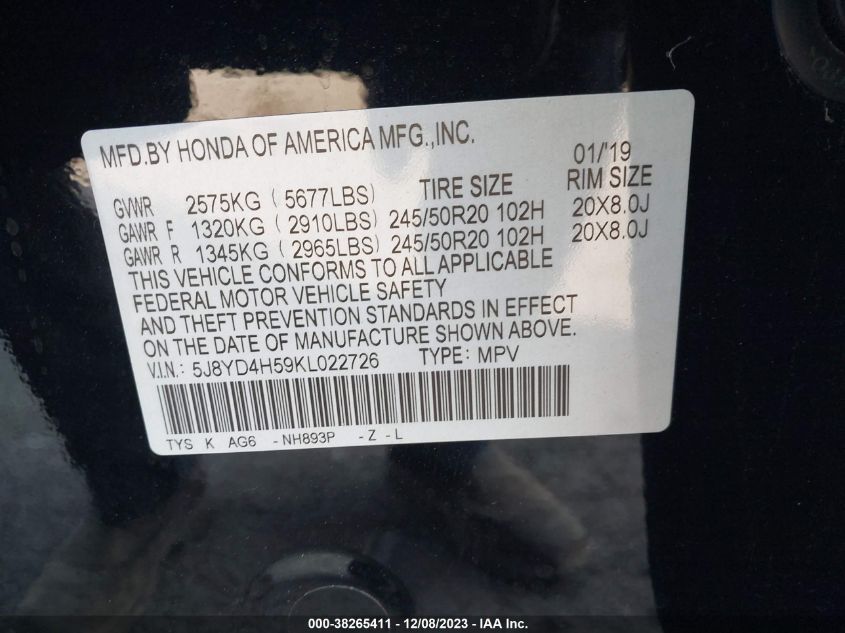 MFD.BY HONDA OF AMERICA MFG.,INC.
01/'19
GVWR 2575KG ( 5677LBS) TIRE SIZE RIM SIZE
GAWR F 1320KG ( 2910LBS) 245/50R20 102H 20X8.0J
GAWR R 1345KG ( 2965LBS) 245/50R20 102H 20X8.0J
THIS VEHICLE CONFORMS TO ALL APPLICABLE
FEDERAL MOTOR VEHICLE SAFETY
AND THEFT PREVENTION STANDARDS IN EFFECT
ON THE DATE OF MANUFACTURE SHOWN ABOVE.
V.I.N.: 5J8YD4H59KL022726 TYPE: MPV
TYS K AG6 -NH893P -Z -L
000-38265411 - 12/08/2023 - IAA Inc.